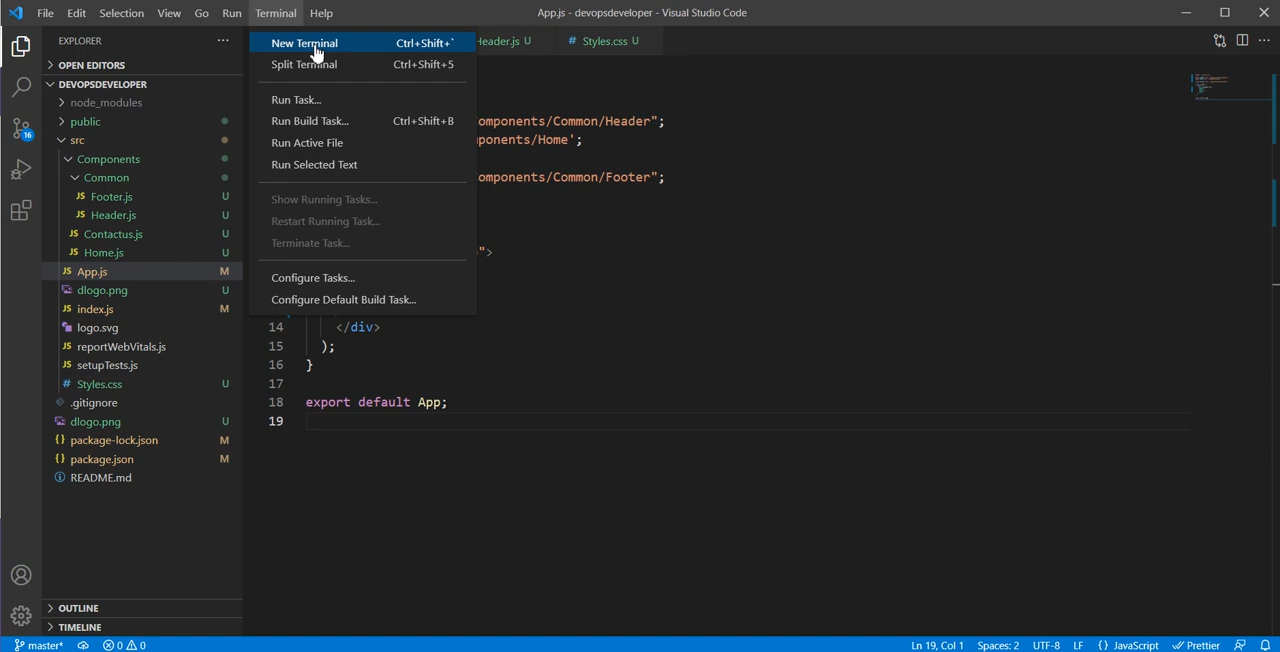 File Edit Selection View Go Run Terminal Help
App.js - devopsdeveloper - Visual Studio Code
EXPLORER
OPEN EDITORS
DEVOPSDEVELOPER
node_modules
public
src
Components
Common
JS Footer.js U
JS Header.js U
JS Contactus.js U
JS Home.js U
JS App.js M
dlogo.png U
JS index.js M
logo.svg
JS reportWebVitals.js
JS setupTests.js
# Styles.css U
.gitignore
dlogo.png U
{} package-lock.json M
{} package.json M
README.md
OUTLINE
TIMELINE
16
New Terminal Ctrl+Shift+`
Split Terminal Ctrl+Shift+5
Run Task...
Run Build Task... Ctrl+Shift+B
Run Active File
Run Selected Text
Show Running Tasks...
Restart Running Task...
Terminate Task...
Configure Tasks...
Configure Default Build Task...
Header.js U
# Styles.css U
omponents/Common/Header";
ponents/Home';
omponents/Common/Footer";
">
14 </div>
15 );
16 }
17
18 export default App;
19
master* 0 0
Ln 19, Col 1 Spaces: 2 UTF-8 LF {} JavaScript Prettier